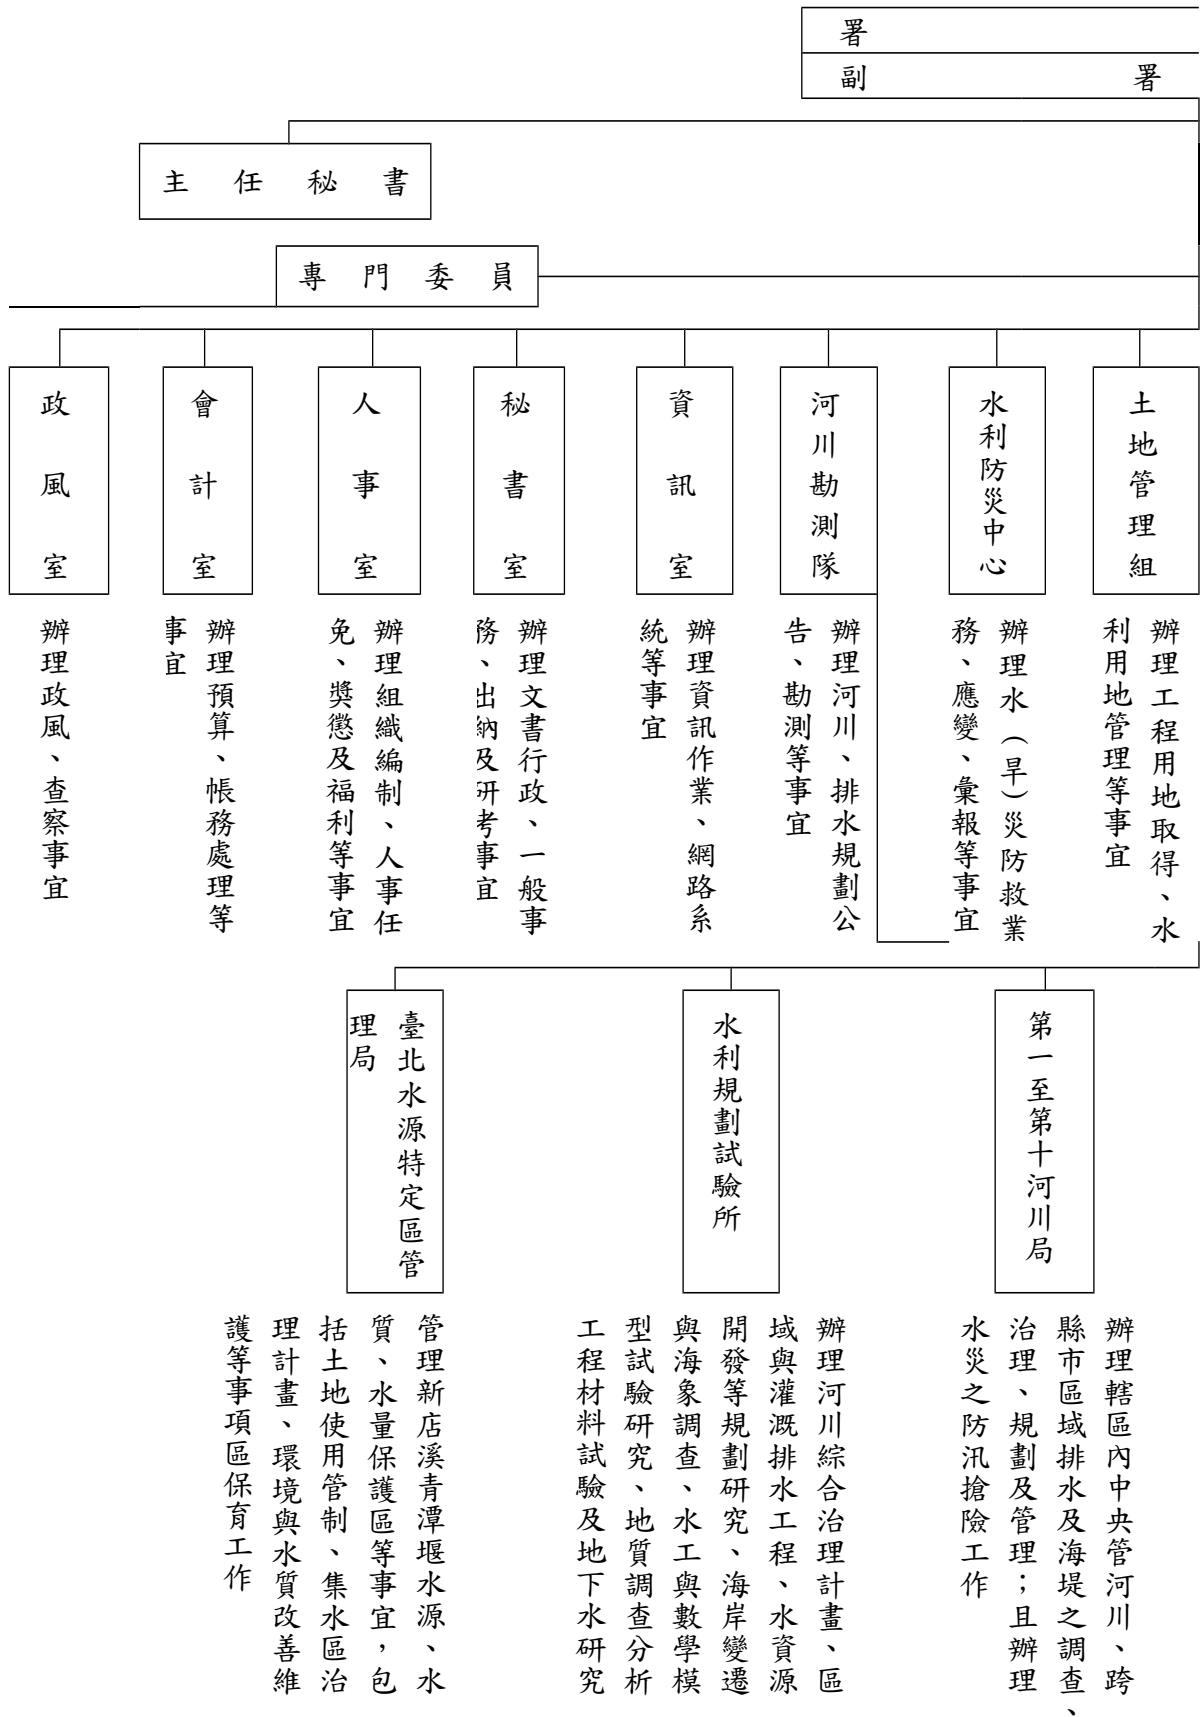 署
副 署
主任秘書
專門委員
土地管理組
辦理工程用地取得、水
利用地管理等事宜
水利防災中心
辦理水（旱）災防救業
務、應變、彙報等事宜
河川勘測隊
辦理河川、排水規劃公
告、勘測等事宜
資訊室
辦理資訊作業、網路系
統等事宜
秘書室
辦理文書行政、一般事
務、出納及研考事宜
人事室
辦理組織編制、人事任
免、獎懲及福利等事宜
會計室
辦理預算、帳務處理等
事宜
政風室
辦理政風、查察事宜
第一至第十河川局
辦理轄區內中央管河川、跨
縣市區域排水及海堤之調查、
治理、規劃及管理；且辦理
水災之防汛搶險工作
水利規劃試驗所
辦理河川綜合治理計畫、區
域與灌溉排水工程、水資源
開發等規劃研究、海岸變遷
與海象調查、水工與數學模
型試驗研究、地質調查分析
工程材料試驗及地下水研究
臺北水源特定區管
理局
管理新店溪青潭堰水源、水
質、水量保護區等事宜，包
括土地使用管制、集水區治
理計畫、環境與水質改善維
護等事項區保育工作